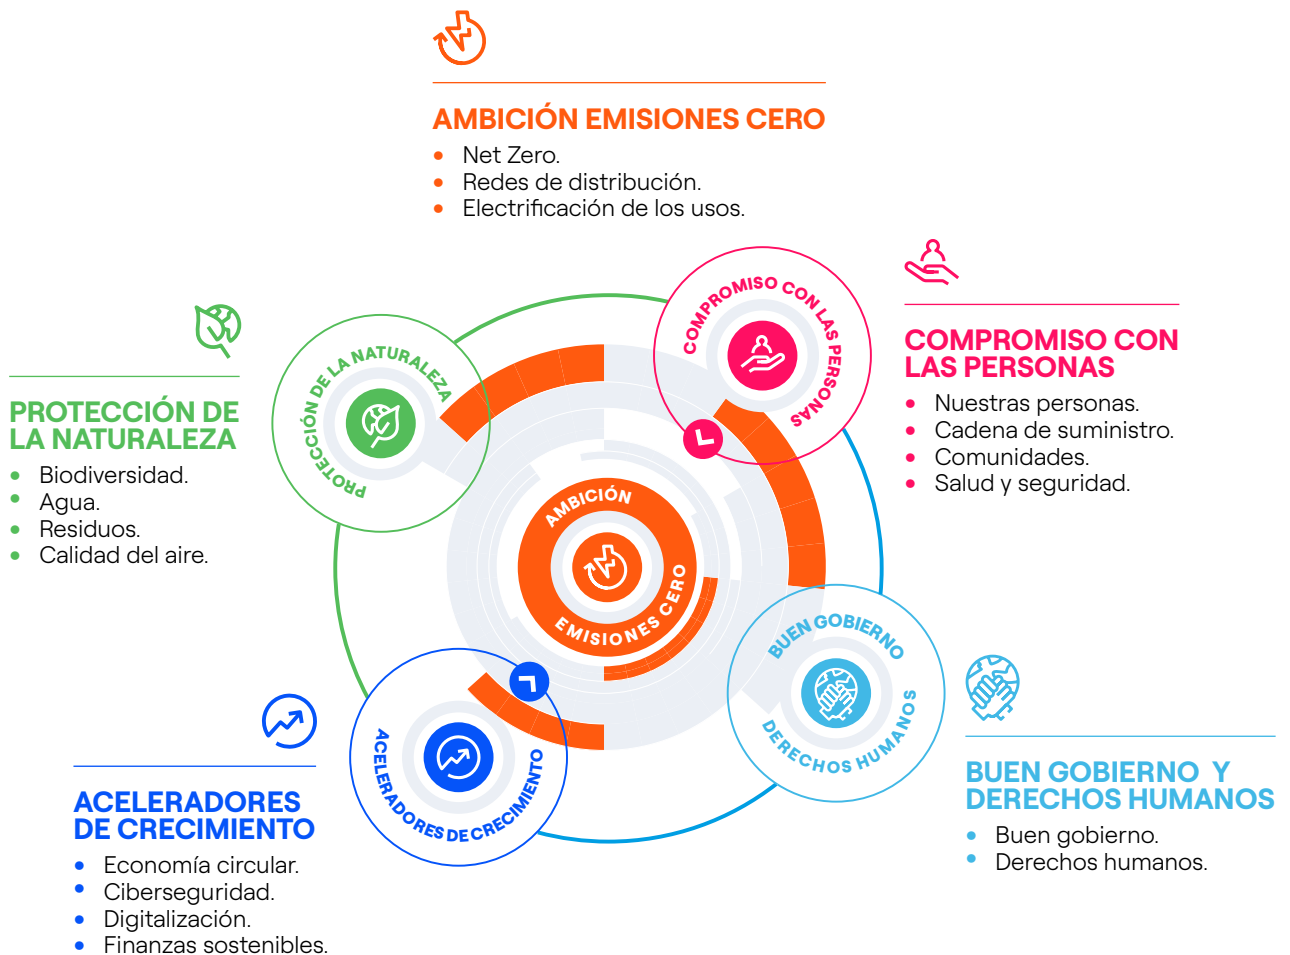 AMBICIÓN EMISIONES CERO
• Net Zero.
• Redes de distribución.
• Electrificación de los usos.
COMPROMISO CON
LAS PERSONAS
• Nuestras personas.
• Cadena de suministro.
• Comunidades.
• Salud y seguridad.
PROTECCIÓN DE
LA NATURALEZA
• Biodiversidad.
• Agua.
• Residuos.
• Calidad del aire.
COMPROMISO CON LAS PERSONAS
PROTECCIÓN DE LA NATURALEZA
AMBICIÓN
EMISIONES CERO
BUEN GOBIERNO
DERECHOS HUMANOS
ACELERADORES DE CRECIMIENTO
BUEN GOBIERNO Y
DERECHOS HUMANOS
• Buen gobierno.
• Derechos humanos.
ACELERADORES
DE CRECIMIENTO
• Economía circular.
• Ciberseguridad.
• Digitalización.
• Finanzas sostenibles.